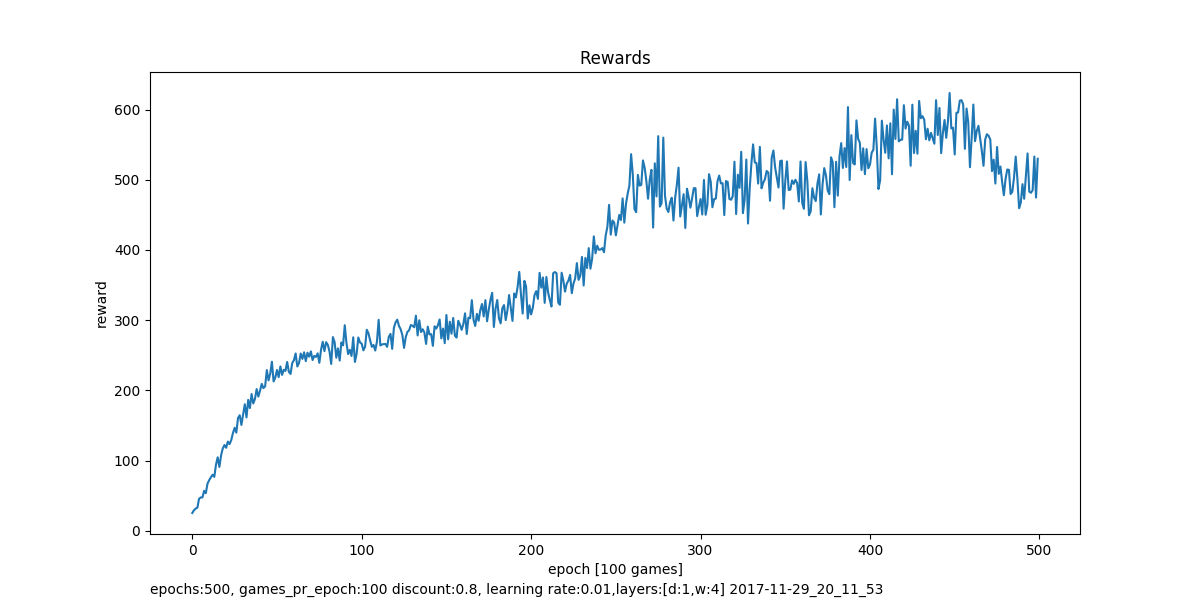 Rewards
600
500
400
300
200
100
0
reward
0 100 200 300 400 500
epoch [100 games]
epochs:500, games_pr_epoch:100 discount:0.8, learning rate:0.01,layers:[d:1,w:4] 2017-11-29_20_11_53